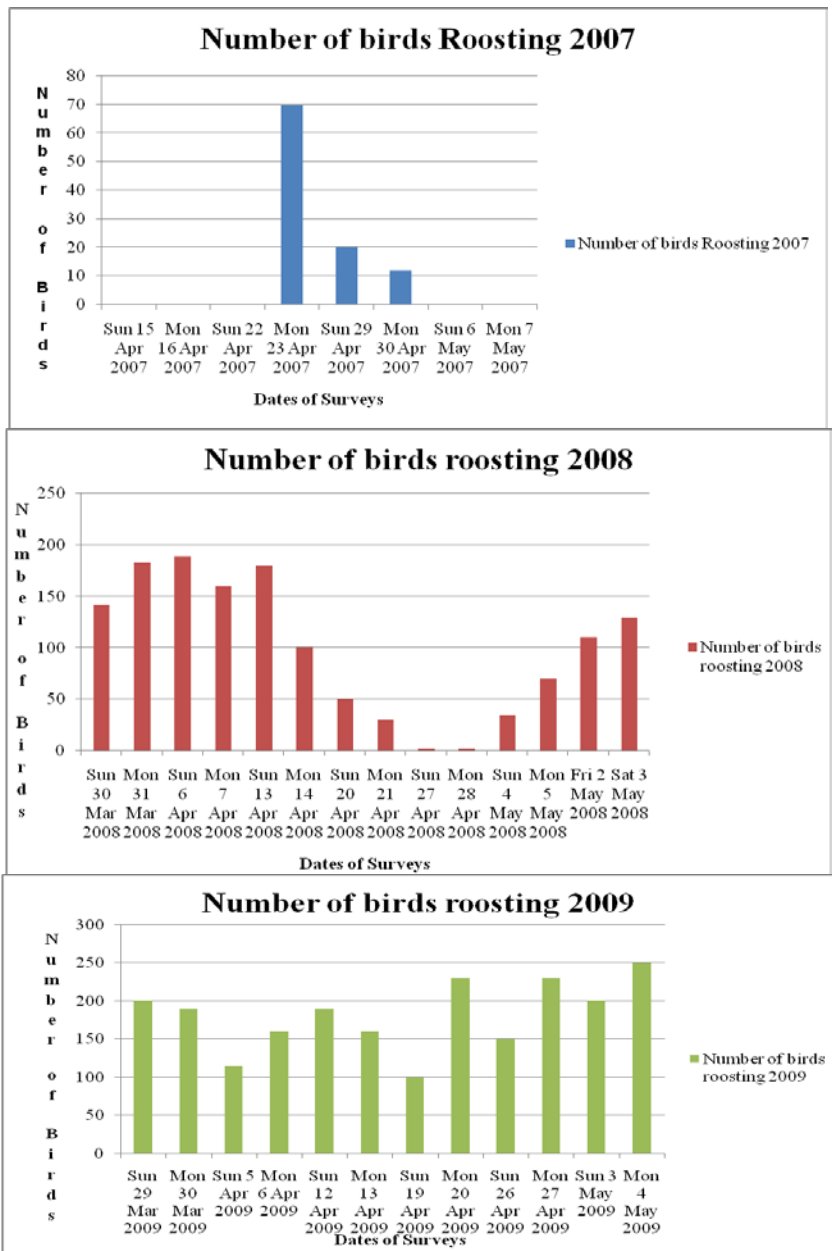 Number of birds Roosting 2007
Number of Birds
80
70
60
50
40
30
20
10
0
Sun 15 Apr 2007
Mon 16 Apr 2007
Sun 22 Apr 2007
Mon 23 Apr 2007
Sun 29 Apr 2007
Mon 30 Apr 2007
Sun 6 May 2007
Mon 7 May 2007
Dates of Surveys
Number of birds Roosting 2007
Number of birds roosting 2008
Number of Birds
250
200
150
100
50
0
Sun 30 Mar 2008
Mon 31 Mar 2008
Sun 6 Apr 2008
Mon 7 Apr 2008
Sun 13 Apr 2008
Mon 14 Apr 2008
Sun 20 Apr 2008
Mon 21 Apr 2008
Sun 27 Apr 2008
Mon 28 Apr 2008
Sun 4 May 2008
Mon 5 May 2008
Fri 2 May 2008
Sat 3 May 2008
Dates of Surveys
Number of birds
roosting 2008
Number of birds roosting 2009
Number of Birds
300
250
200
150
100
50
0
Sun 29 Mar 2009
Mon 30 Mar 2009
Sun 5 Apr 2009
Mon 6 Apr 2009
Sun 12 Apr 2009
Mon 13 Apr 2009
Sun 19 Apr 2009
Mon 20 Apr 2009
Sun 26 Apr 2009
Mon 27 Apr 2009
Sun 3 May 2009
Mon 4 May 2009
Dates of Surveys
Number of birds
roosting 2009